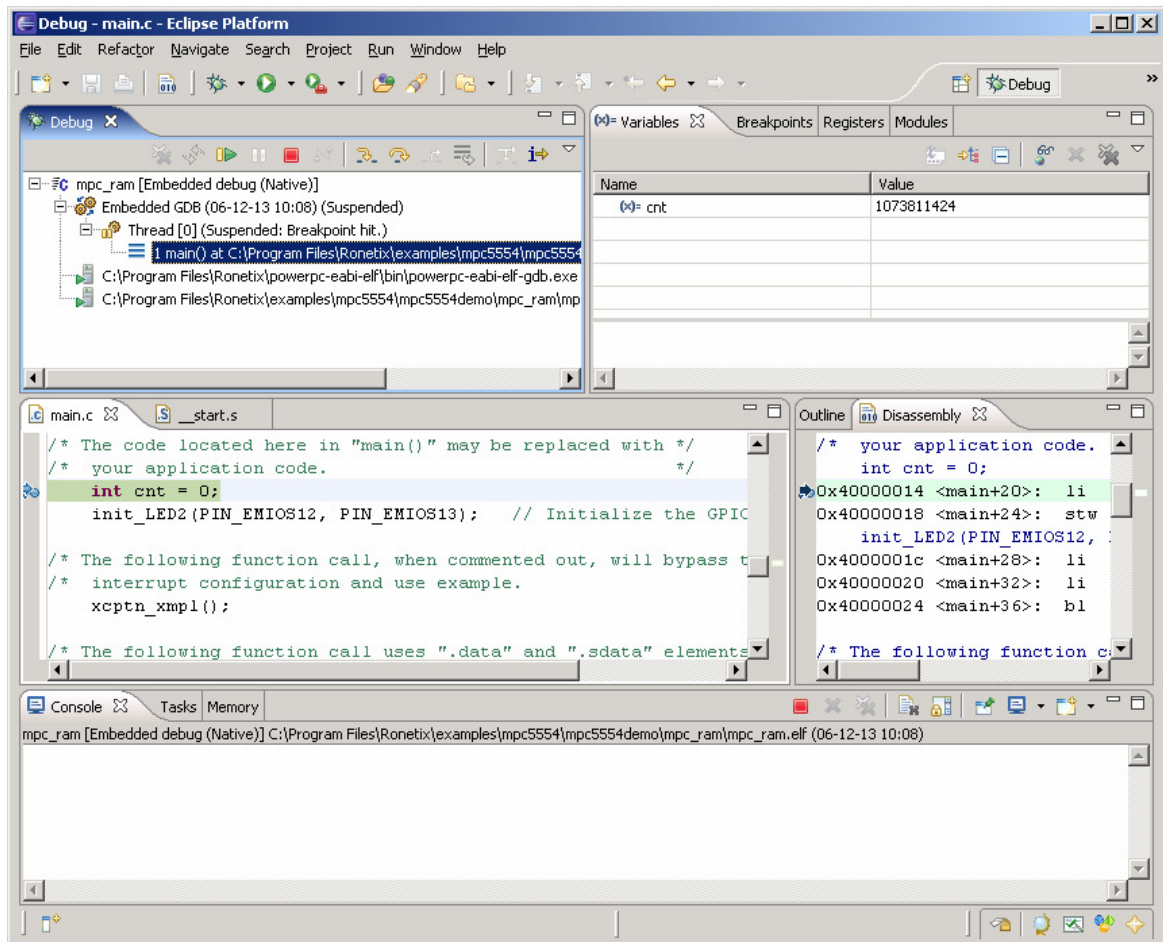 Debug - main.c - Eclipse Platform
File Edit Refactor Navigate Search Project Run Window Help
Debug
Debug
(x)= Variables Breakpoints Registers Modules
mpc_ram [Embedded debug (Native)]
Embedded GDB (06-12-13 10:08) (Suspended)
Thread [0] (Suspended: Breakpoint hit.)
1 main() at C:\Program Files\Ronetix\examples\mpc5554\mpc5554
C:\Program Files\Ronetix\powerpc-eabi-elf\bin\powerpc-eabi-elf-gdb.exe
C:\Program Files\Ronetix\examples\mpc5554\mpc5554demo\mpc_ram\mp
Name Value
(x)= cnt 1073811424
main.c __start.s
/* The code located here in "main()" may be replaced with */
/* your application code. */
int cnt = 0;
init_LED2(PIN_EMIOS12, PIN_EMIOS13); // Initialize the GPIO
/* The following function call, when commented out, will bypass t
/* interrupt configuration and use example.
xcptn_xmpl();
/* The following function call uses ".data" and ".sdata" elements
Outline Disassembly
/* your application code.
int cnt = 0;
0x40000014 <main+20>: li
0x40000018 <main+24>: stw
init_LED2(PIN_EMIOS12,
0x4000001c <main+28>: li
0x40000020 <main+32>: li
0x40000024 <main+36>: bl
/* The following function c
Console Tasks Memory
mpc_ram [Embedded debug (Native)] C:\Program Files\Ronetix\examples\mpc5554\mpc5554demo\mpc_ram\mpc_ram.elf (06-12-13 10:08)